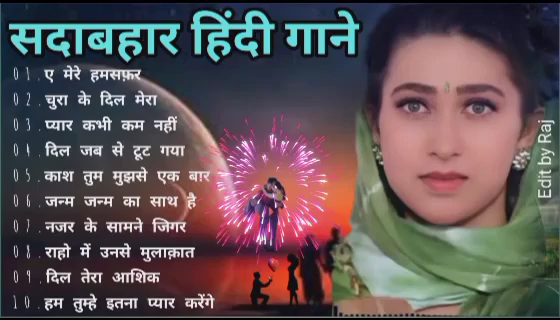 सदाबहार हिंदी गाने
01.ए मेरे हमसफ़र
02.चुरा के दिल मेरा
03.प्यार कभी कम नहीं
04.दिल जब से टूट गया
05.काश तुम मुझसे एक बार
06.जन्म जन्म का साथ है
07.नजर के सामने जिगर
08.राहो में उनसे मुलाक़ात
09.दिल तेरा आशिक
10.हम तुम्हे इतना प्यार करेंगे
Edit by Raj